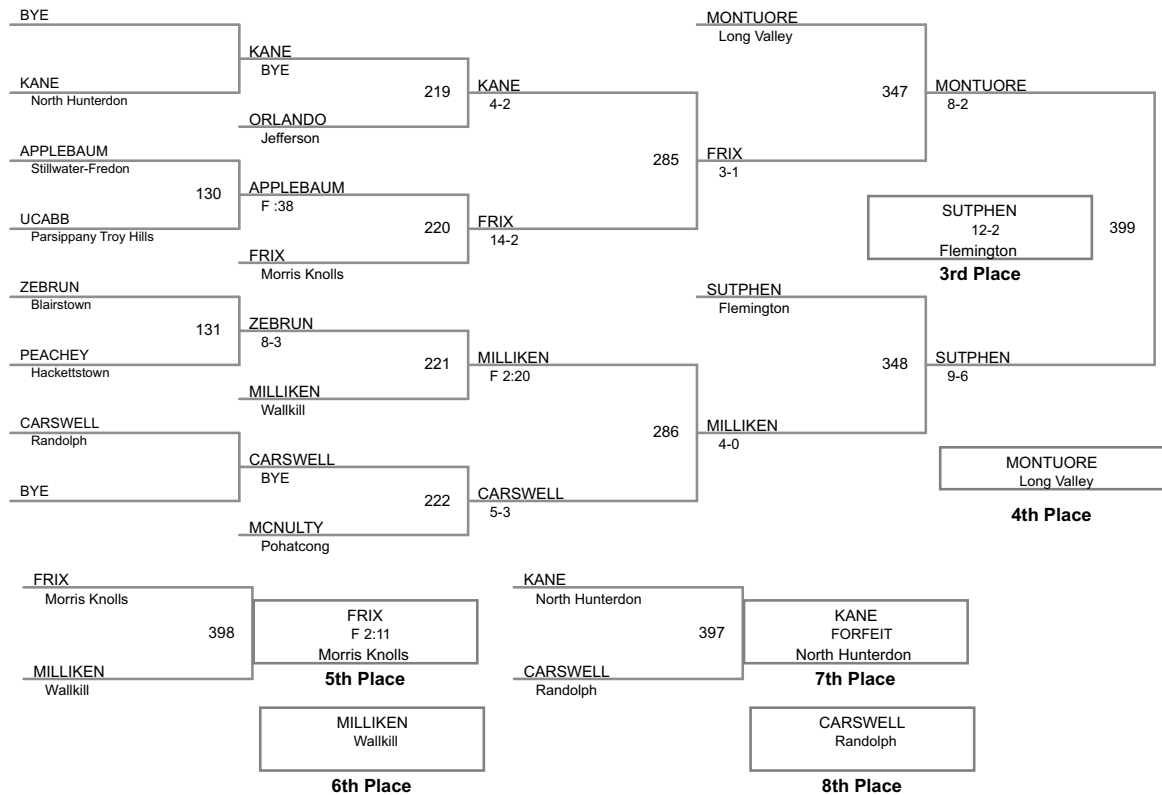 BYE
KANE
North Hunterdon
APPLEBAUM
Stillwater-Fredon
130
UCABB
Parsippany Troy Hills
ZEBRUN
Blairstown
131
PEACHEY
Hackettstown
CARSWELL
Randolph
BYE
KANE
BYE
219
ORLANDO
Jefferson
APPLEBAUM
F :38
220
FRIX
Morris Knolls
ZEBRUN
8-3
221
MILLIKEN
Wallkill
CARSWELL
BYE
222
MCNULTY
Pohatcong
KANE
4-2
285
FRIX
14-2
MILLIKEN
F 2:20
286
CARSWELL
5-3
MONTUORE
Long Valley
347
FRIX
3-1
SUTPHEN
Flemington
348
MILLIKEN
4-0
MONTUORE
8-2
399
SUTPHEN
9-6
SUTPHEN
12-2
Flemington
3rd Place
MONTUORE
Long Valley
4th Place
FRIX
Morris Knolls
398
MILLIKEN
Wallkill
FRIX
F 2:11
Morris Knolls
5th Place
MILLIKEN
Wallkill
6th Place
KANE
North Hunterdon
397
CARSWELL
Randolph
KANE
FORFEIT
North Hunterdon
7th Place
CARSWELL
Randolph
8th Place